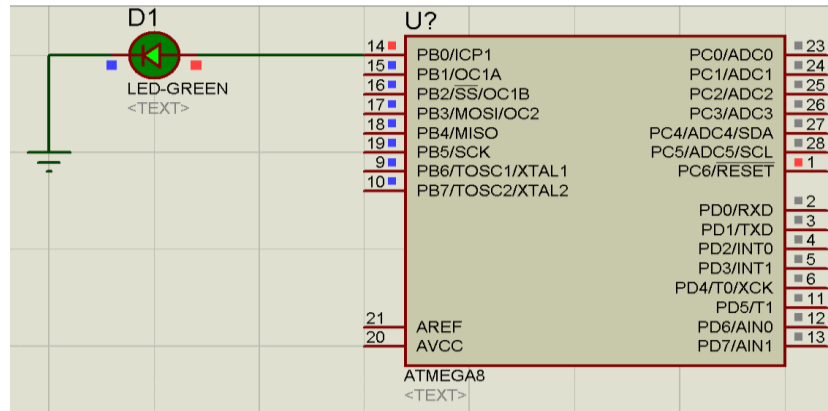 D1
LED-GREEN
<TEXT>
U?
14 PB0/ICP1
15 PB1/OC1A
16 PB2/SS/OC1B
17 PB3/MOSI/OC2
18 PB4/MISO
19 PB5/SCK
9 PB6/TOSC1/XTAL1
10 PB7/TOSC2/XTAL2
21 AREF
20 AVCC
PC0/ADC0 23
PC1/ADC1 24
PC2/ADC2 25
PC3/ADC3 26
PC4/ADC4/SDA 27
PC5/ADC5/SCL 28
PC6/RESET 1
PD0/RXD 2
PD1/TXD 3
PD2/INT0 4
PD3/INT1 5
PD4/T0/XCK 6
PD5/T1 11
PD6/AIN0 12
PD7/AIN1 13
ATMEGA8
<TEXT>